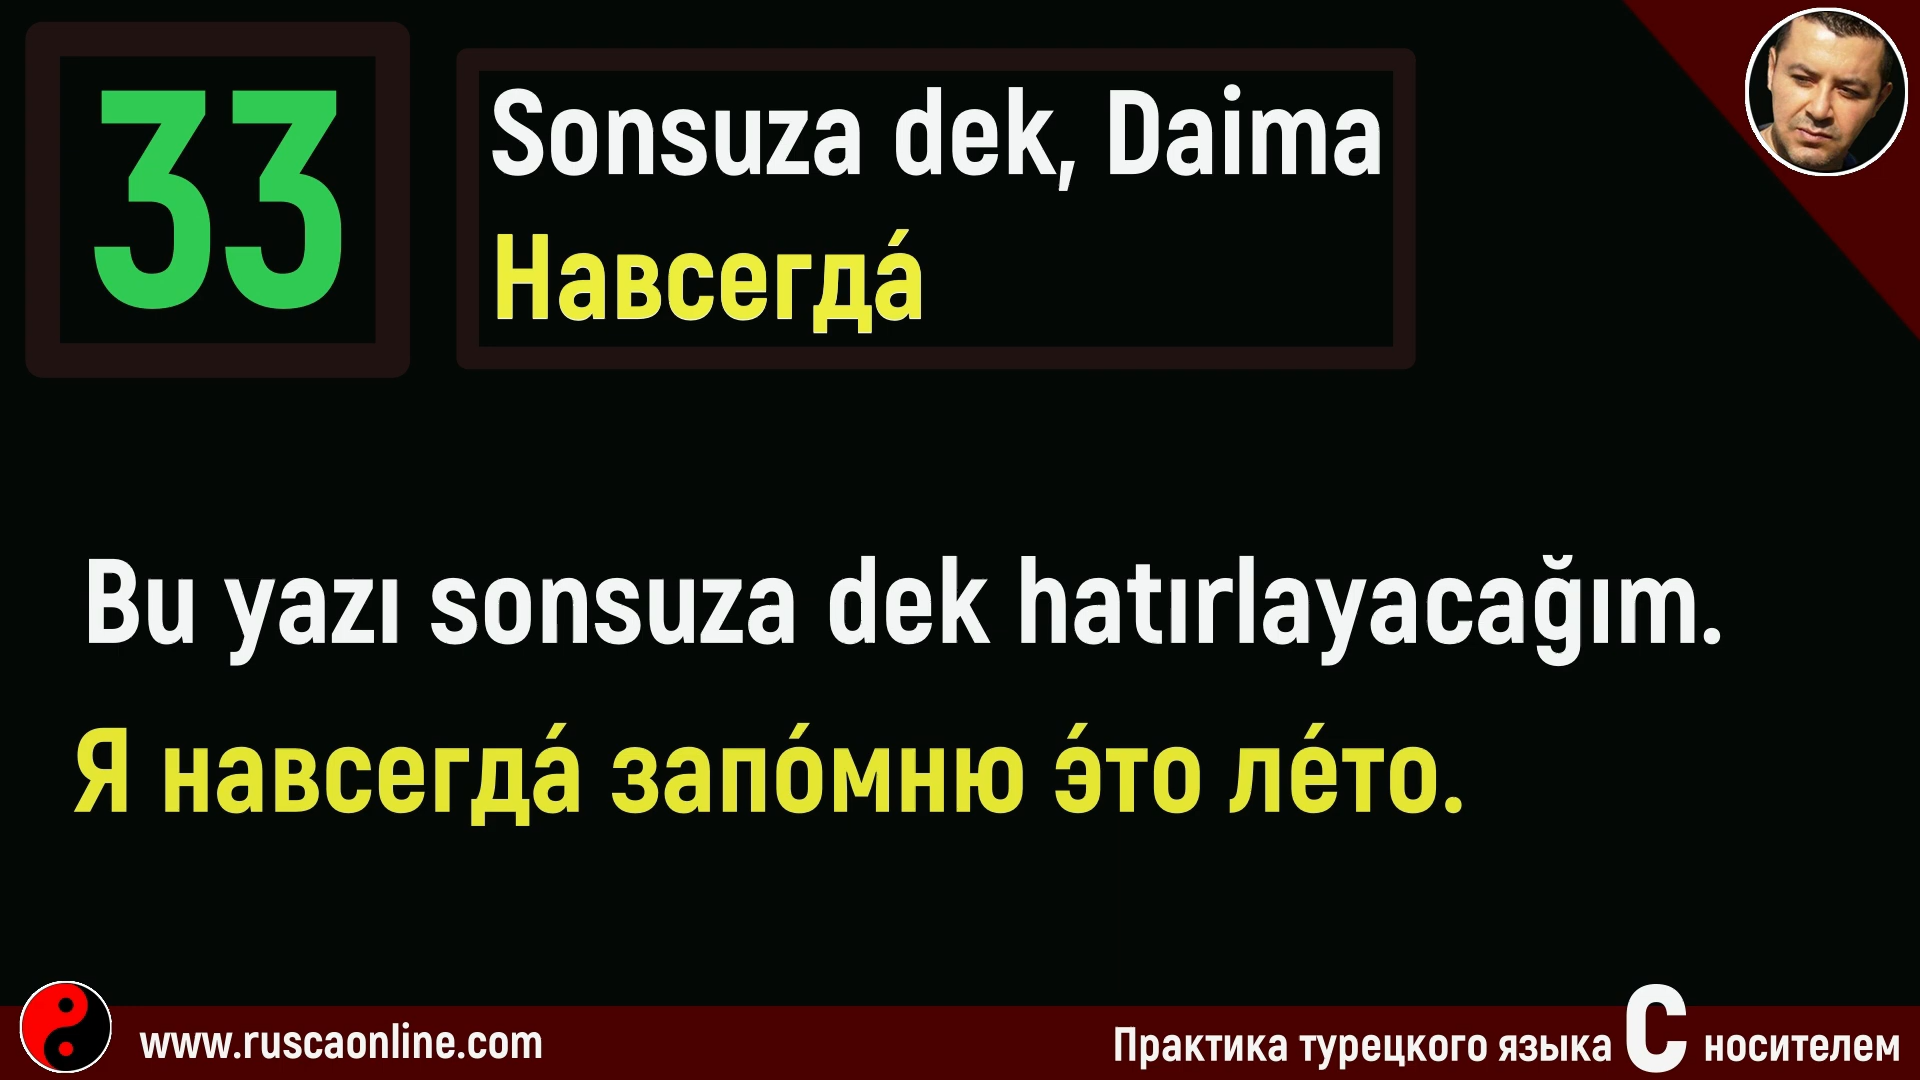 33
Sonsuza dek, Daima
Навсегда́
Bu yazı sonsuza dek hatırlayacağım.
Я навсегда́ запо́мню э́то ле́то.
www.ruscaonline.com
Практика турецкого языка С носителем